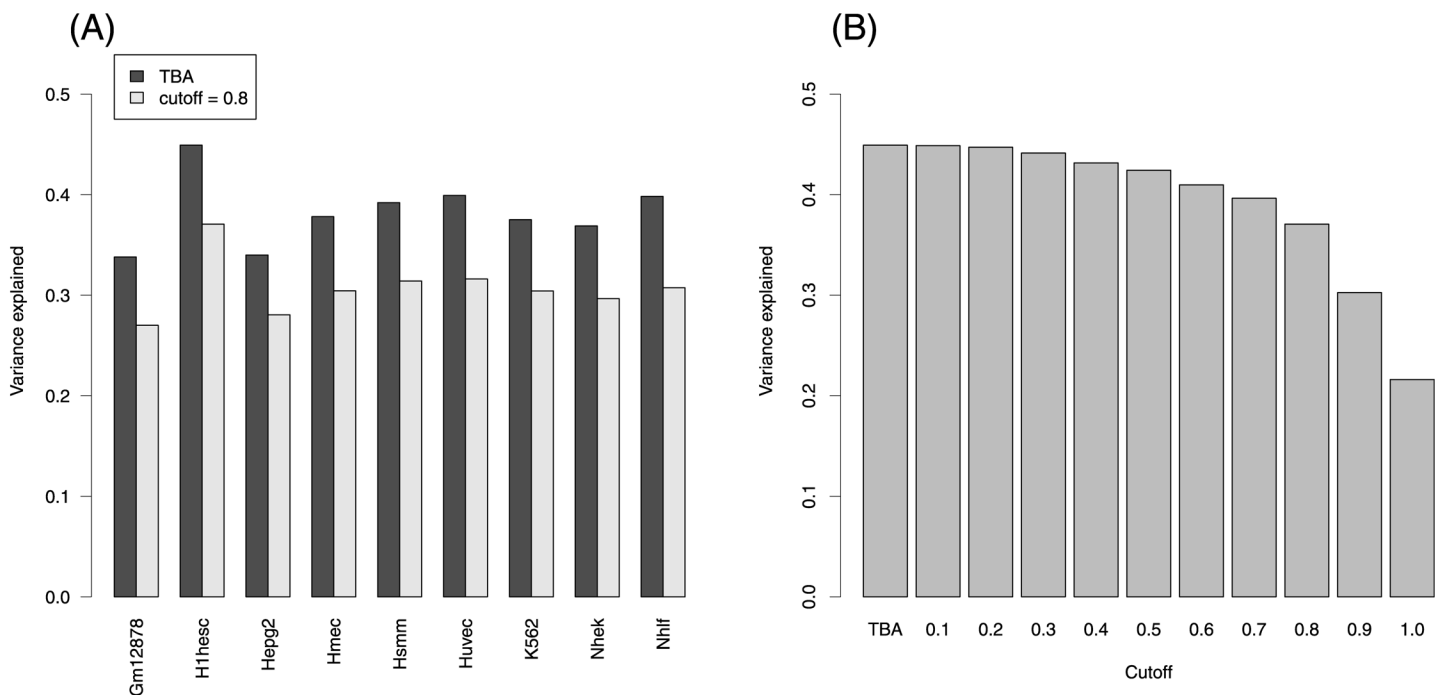 (A)
TBA
cutoff = 0.8
Variance explained
0.5
0.4
0.3
0.2
0.1
0.0
Gm12878
H1hesc
Hepg2
Hmec
Hsmm
Huvec
K562
Nhek
Nhlf
(B)
Variance explained
0.5
0.4
0.3
0.2
0.1
0.0
TBA 0.1 0.2 0.3 0.4 0.5 0.6 0.7 0.8 0.9 1.0
Cutoff